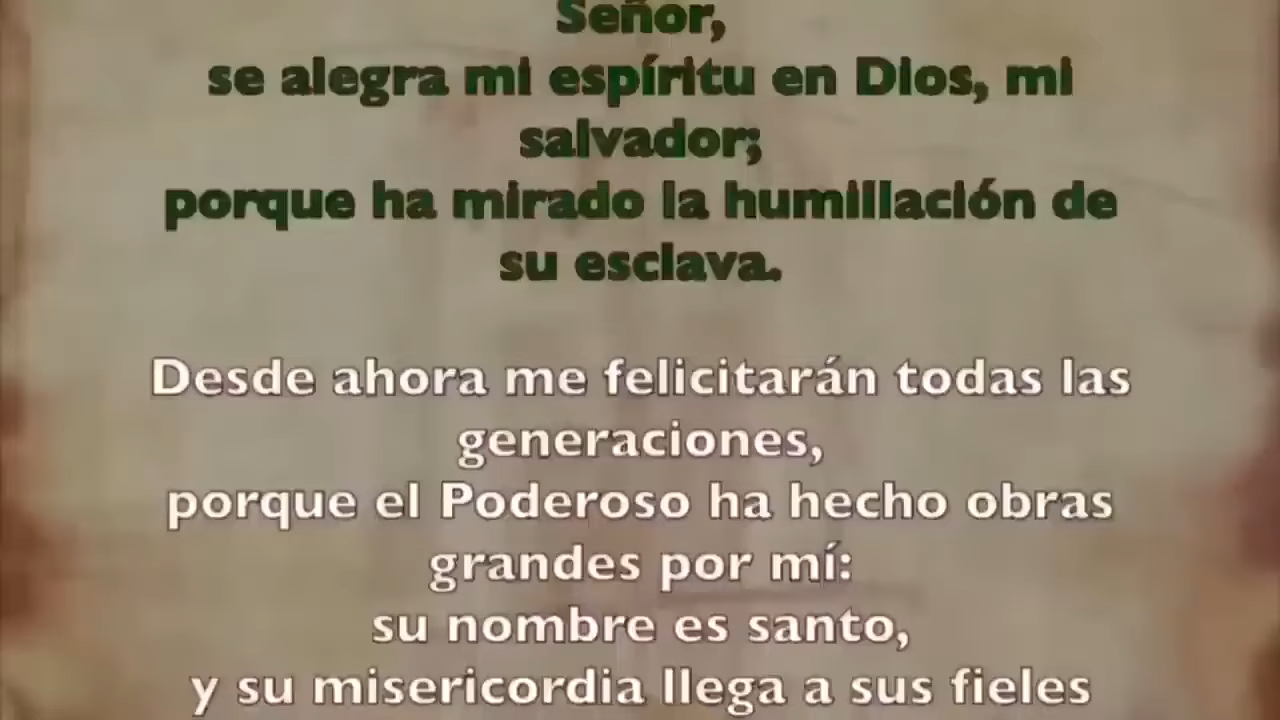 Señor,
se alegra mi espíritu en Dios, mi
salvador;
porque ha mirado la humillación de
su esclava.
Desde ahora me felicitarán todas las
generaciones,
porque el Poderoso ha hecho obras
grandes por mí:
su nombre es santo,
y su misericordia llega a sus fieles